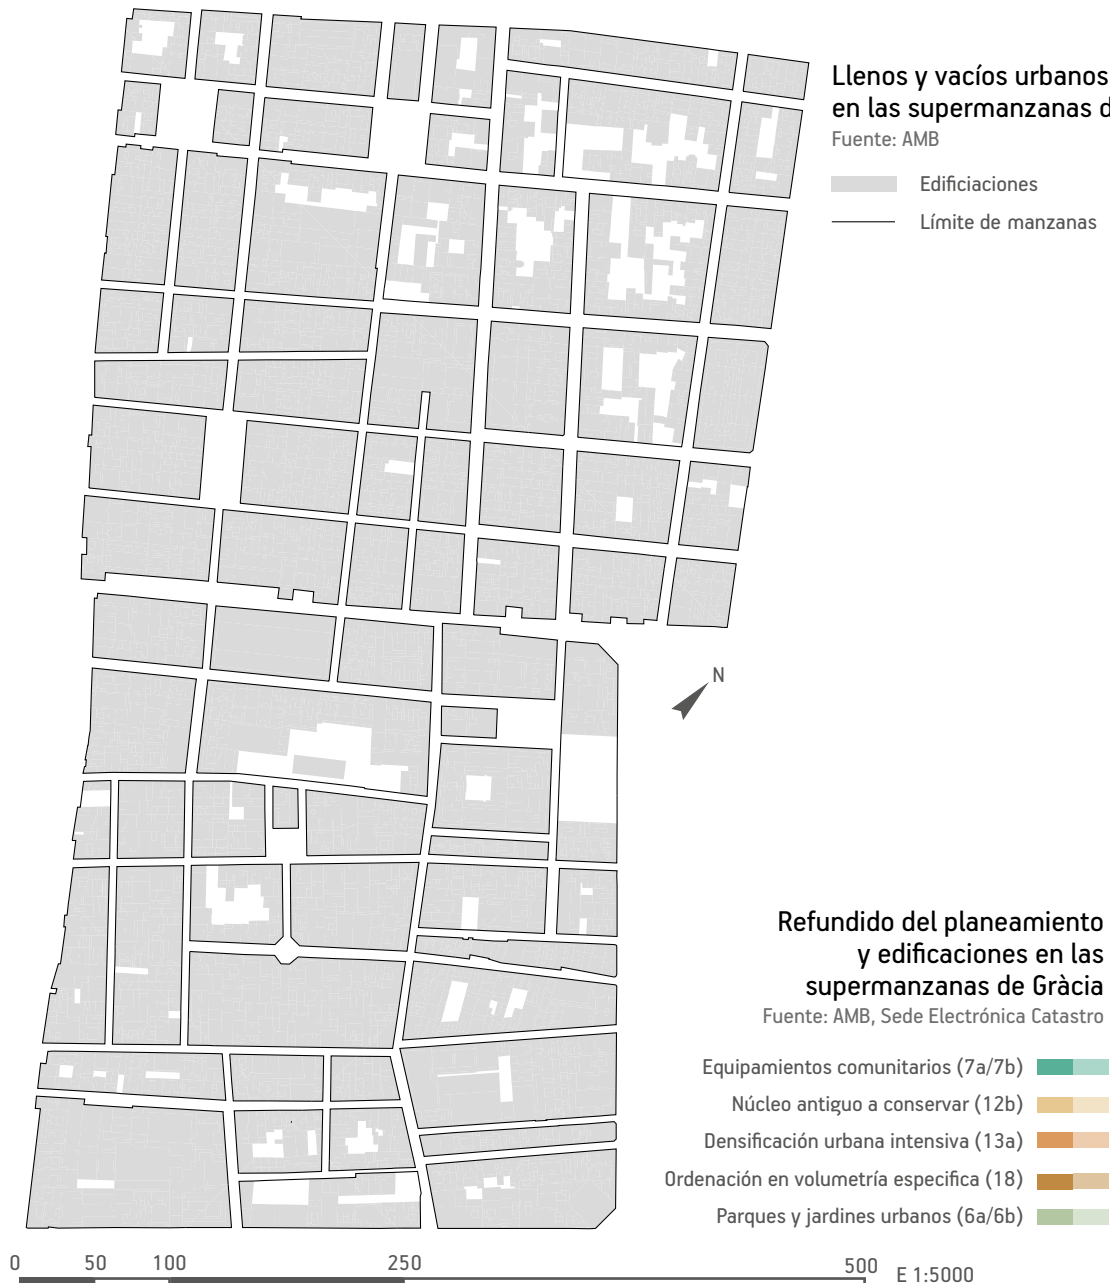 Llenos y vacíos urbanos
en las supermanzanas d
Fuente: AMB
Edificiaciones
Límite de manzanas
N
Refundido del planeamiento
y edificaciones en las
supermanzanas de Gràcia
Fuente: AMB, Sede Electrónica Catastro
Equipamientos comunitarios (7a/7b)
Núcleo antiguo a conservar (12b)
Densificación urbana intensiva (13a)
Ordenación en volumetría especifica (18)
Parques y jardines urbanos (6a/6b)
0 50 100 250 500 E 1:5000